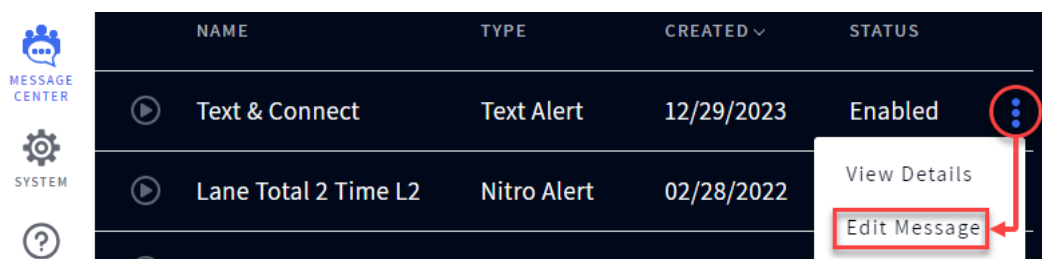 NAME TYPE CREATED STATUS
MESSAGE
CENTER
Text & Connect Text Alert 12/29/2023 Enabled
SYSTEM
View Details
Lane Total 2 Time L2 Nitro Alert 02/28/2022
Edit Message
?